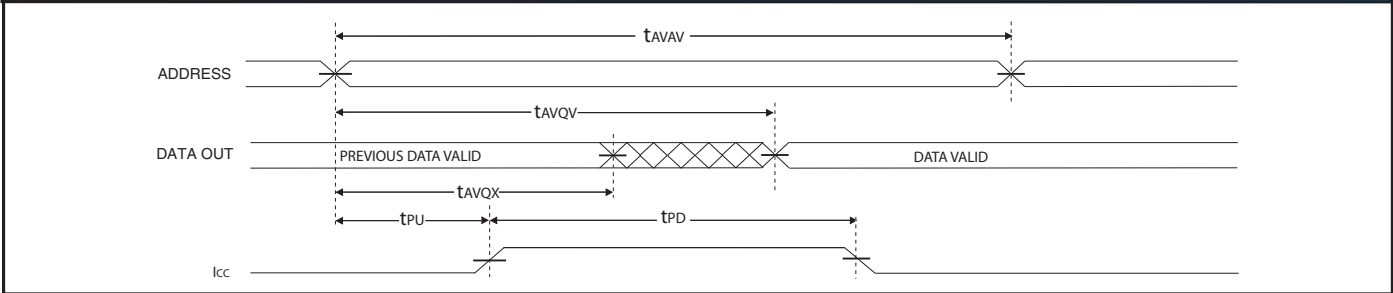 tAVAV
ADDRESS
tAVQV
DATA OUT
PREVIOUS DATA VALID
DATA VALID
tAVQX
tPU
tPD
Icc